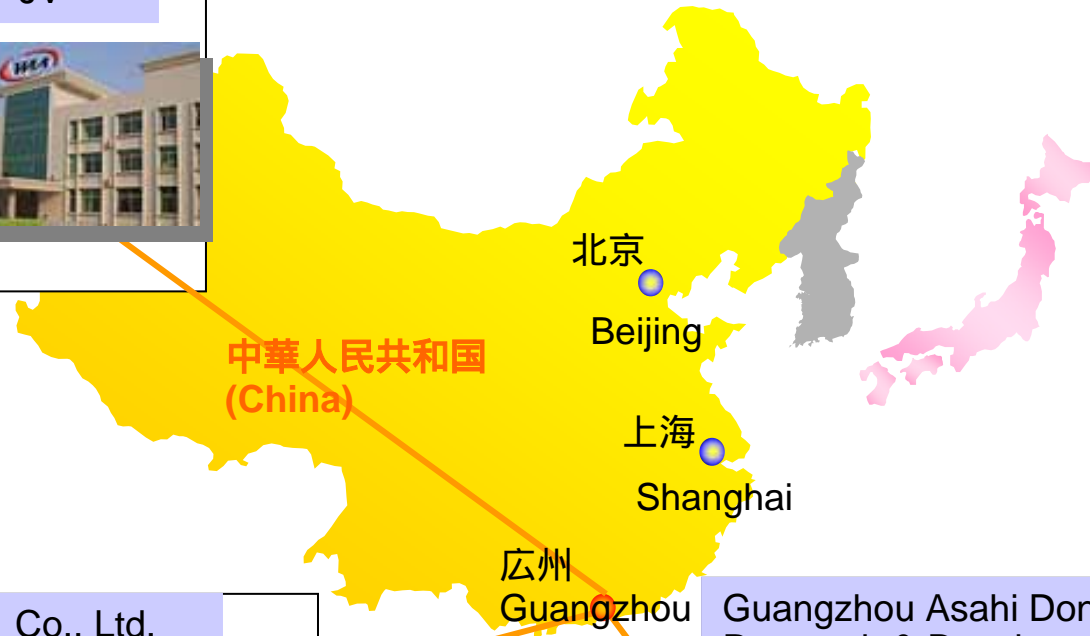 北京
Beijing
中華人民共和国
(China)
上海
Shanghai
広州
Guangzhou
Co., Ltd.
Guangzhou Asahi Don